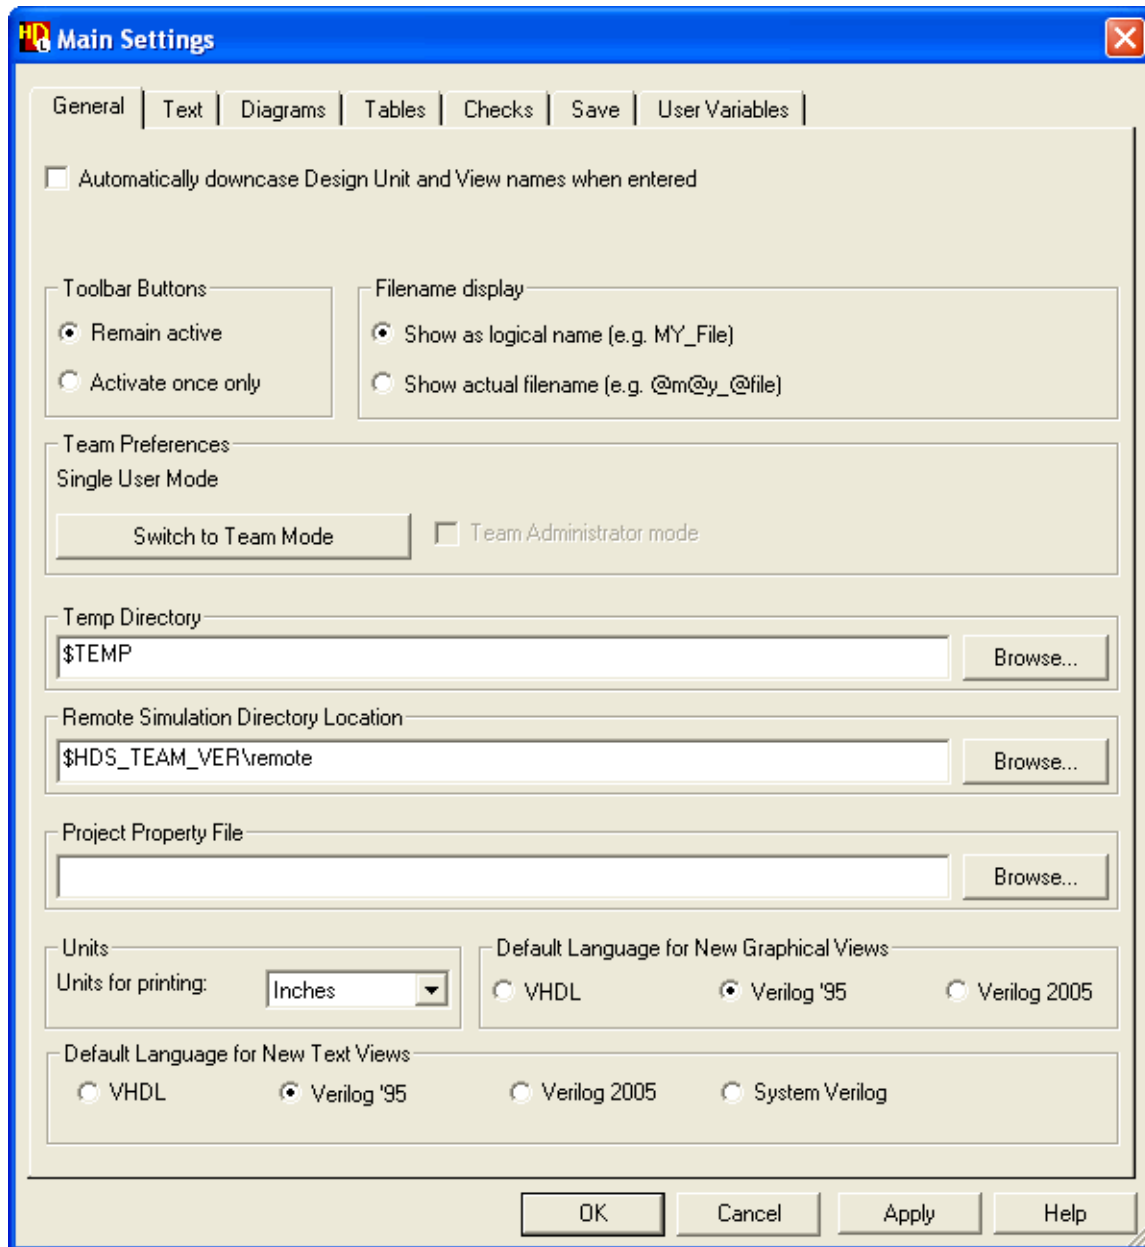 HD L Main Settings
General Text Diagrams Tables Checks Save User Variables
Automatically downcase Design Unit and View names when entered
Toolbar Buttons
Remain active
Activate once only
Filename display
Show as logical name (e.g. MY_File)
Show actual filename (e.g. @m@y_@file)
Team Preferences
Single User Mode
Switch to Team Mode Team Administrator mode
Temp Directory
$TEMP Browse...
Remote Simulation Directory Location
$HDS_TEAM_VER\remote Browse...
Project Property File
Browse...
Units
Units for printing: Inches
Default Language for New Graphical Views
VHDL Verilog '95 Verilog 2005
Default Language for New Text Views
VHDL Verilog '95 Verilog 2005 System Verilog
OK Cancel Apply Help